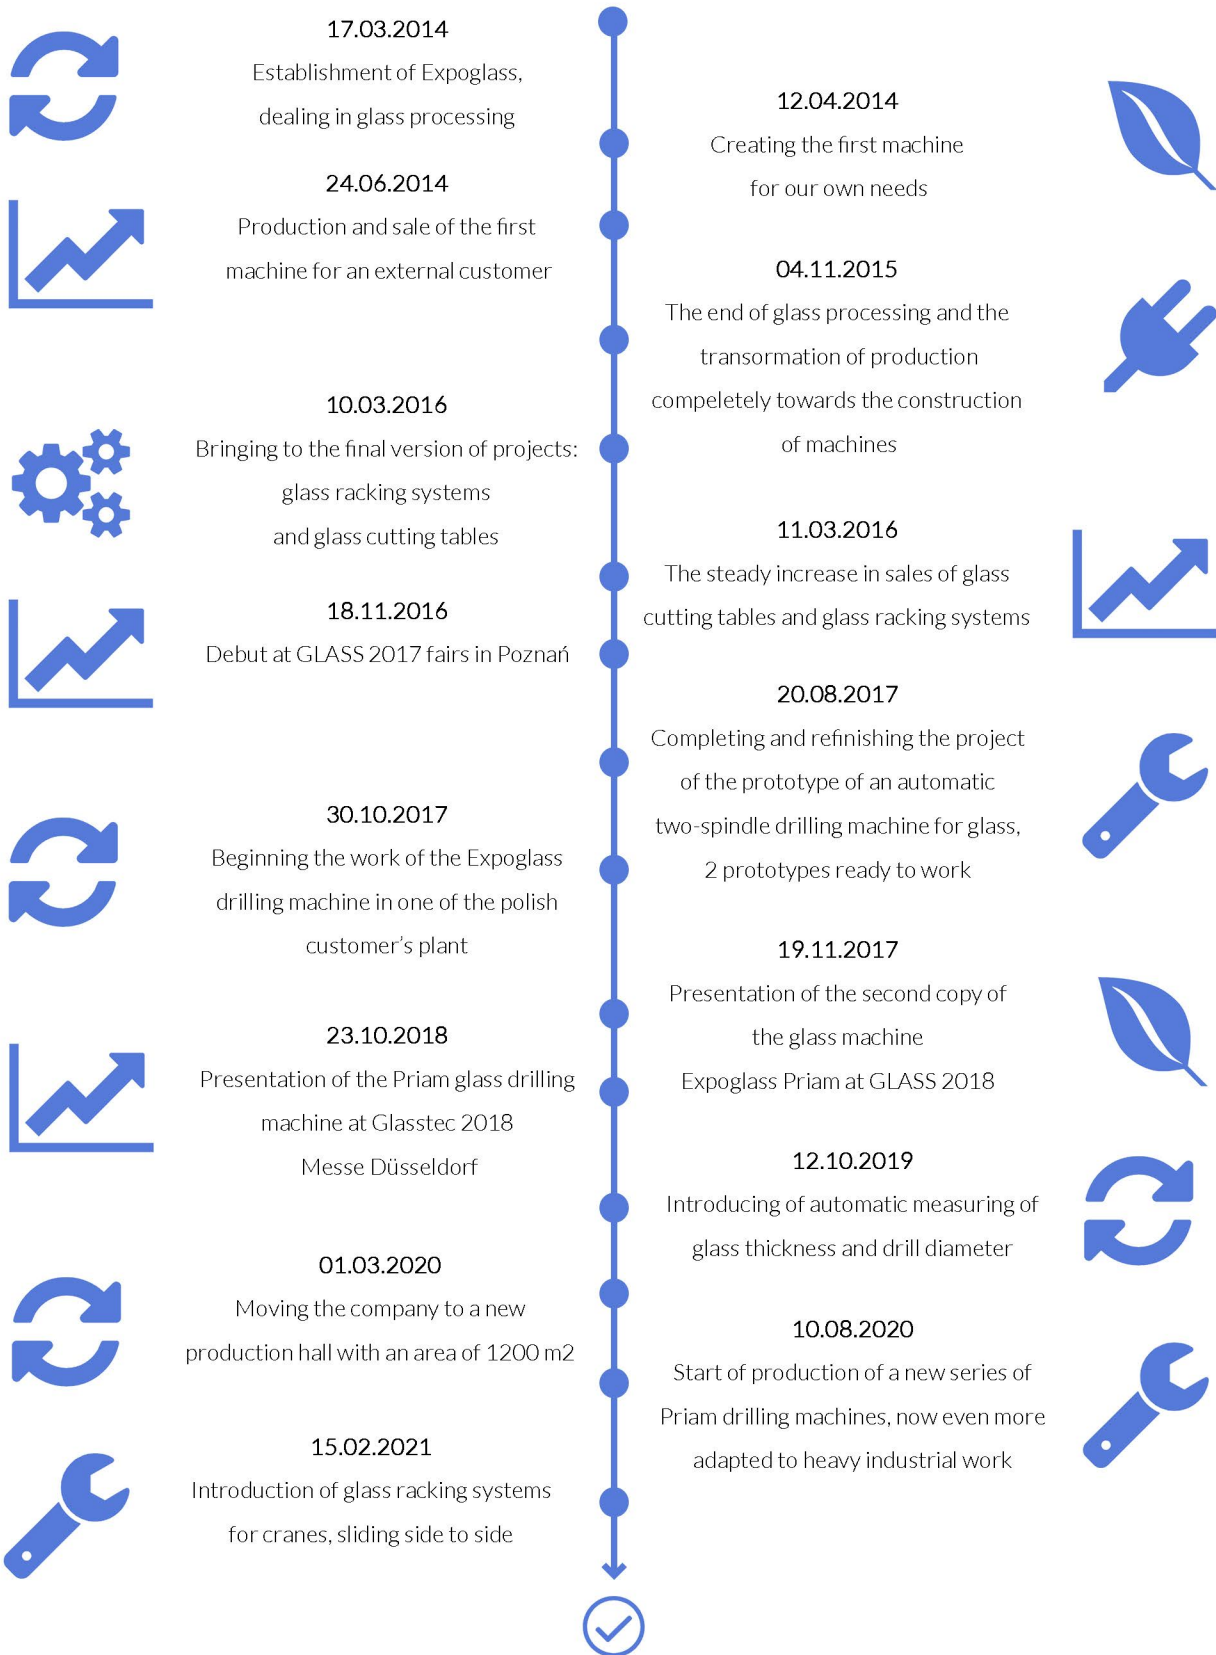 17.03.2014
Establishment of Expoglass,
dealing in glass processing
12.04.2014
Creating the first machine
for our own needs
24.06.2014
Production and sale of the first
machine for an external customer
04.11.2015
The end of glass processing and the
transormation of production
compeletely towards the construction
of machines
10.03.2016
Bringing to the final version of projects:
glass racking systems
and glass cutting tables
11.03.2016
The steady increase in sales of glass
cutting tables and glass racking systems
18.11.2016
Debut at GLASS 2017 fairs in Poznań
20.08.2017
Completing and refinishing the project
of the prototype of an automatic
two-spindle drilling machine for glass,
2 prototypes ready to work
30.10.2017
Beginning the work of the Expoglass
drilling machine in one of the polish
customer’s plant
19.11.2017
Presentation of the second copy of
the glass machine
Expoglass Priam at GLASS 2018
23.10.2018
Presentation of the Priam glass drilling
machine at Glasstec 2018
Messe Düsseldorf
12.10.2019
Introducing of automatic measuring of
glass thickness and drill diameter
01.03.2020
Moving the company to a new
production hall with an area of 1200 m2
10.08.2020
Start of production of a new series of
Priam drilling machines, now even more
adapted to heavy industrial work
15.02.2021
Introduction of glass racking systems
for cranes, sliding side to side